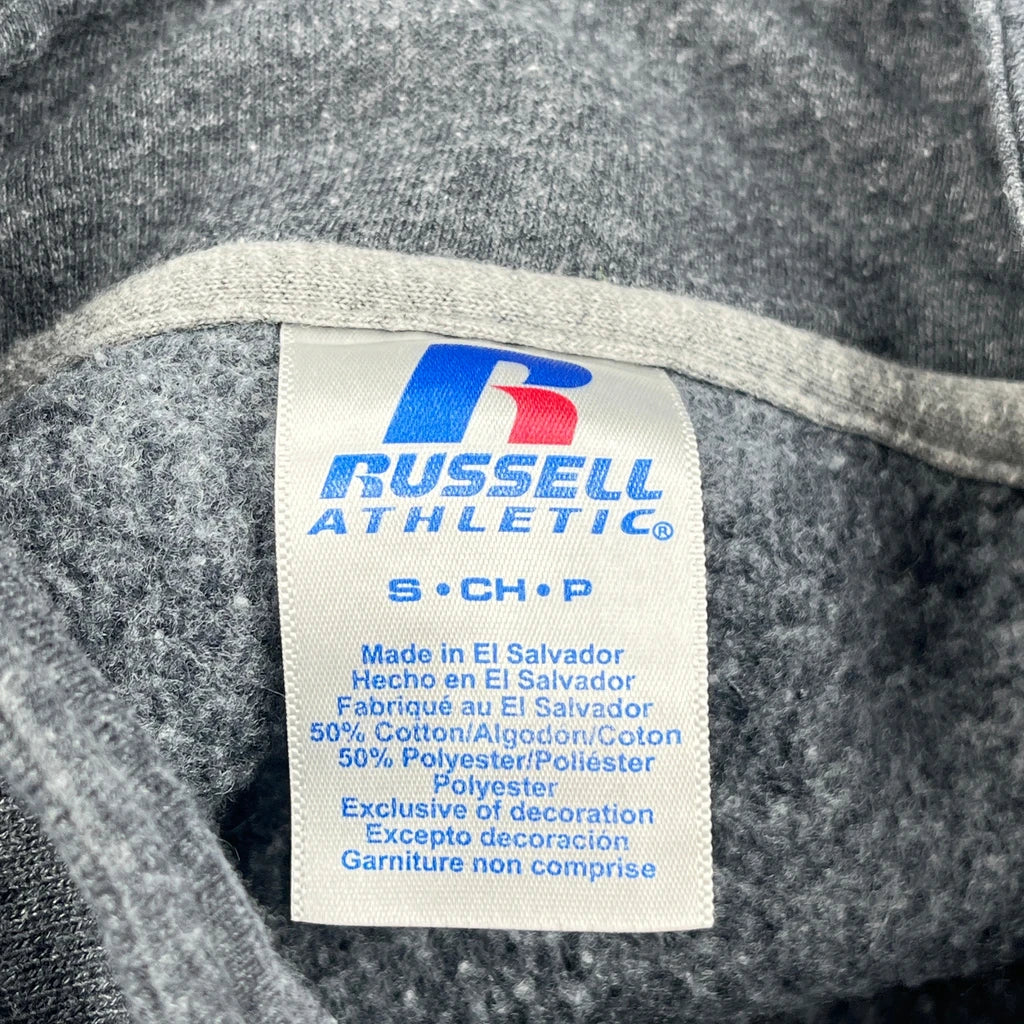 RUSSELL
ATHLETIC®
S • CH • P
Made in El Salvador
Hecho en El Salvador
Fabriqué au El Salvador
50% Cotton/Algodon/Coton
50% Polyester/Poliéster
Polyester
Exclusive of decoration
Excepto decoración
Garniture non comprise